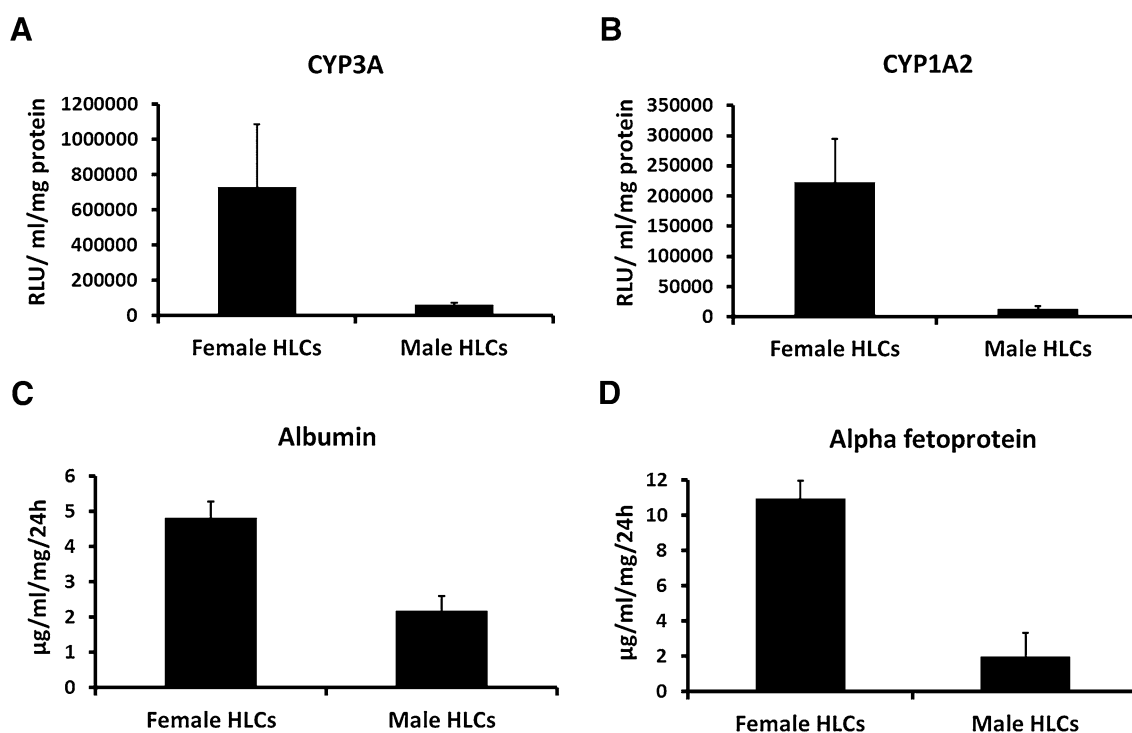 A
CYP3A
RLU/ ml/mg protein
1200000
1000000
800000
600000
400000
200000
0
Female HLCs
Male HLCs
B
CYP1A2
RLU/ ml/mg protein
350000
300000
250000
200000
150000
100000
50000
0
Female HLCs
Male HLCs
C
Albumin
µg/ml/mg/24h
6
5
4
3
2
1
0
Female HLCs
Male HLCs
D
Alpha fetoprotein
µg/ml/mg/24h
12
10
8
6
4
2
0
Female HLCs
Male HLCs